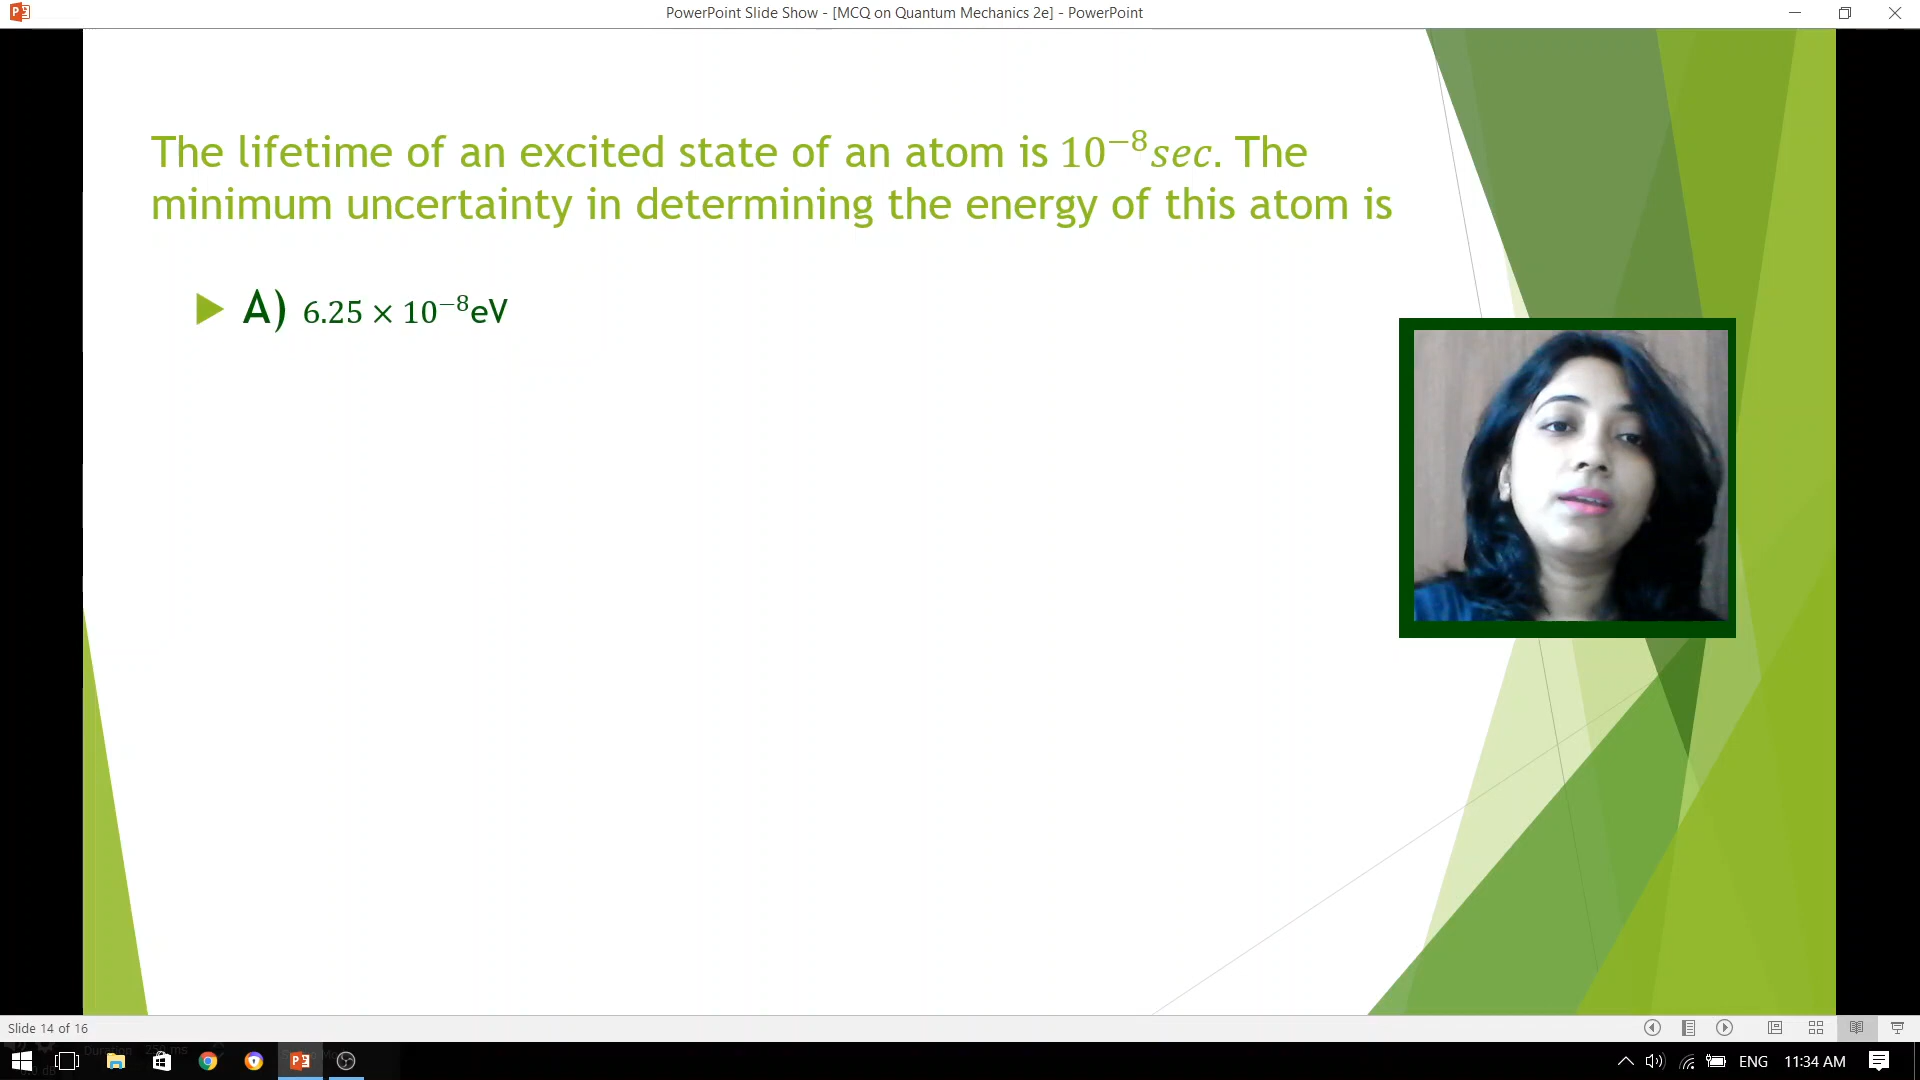 PowerPoint Slide Show - [MCQ on Quantum Mechanics 2e] - PowerPoint
The lifetime of an excited state of an atom is 10⁻⁸ sec. The
minimum uncertainty in determining the energy of this atom is
A) 6.25 × 10⁻⁸eV
Slide 14 of 16
Duration
ENG
11:34 AM